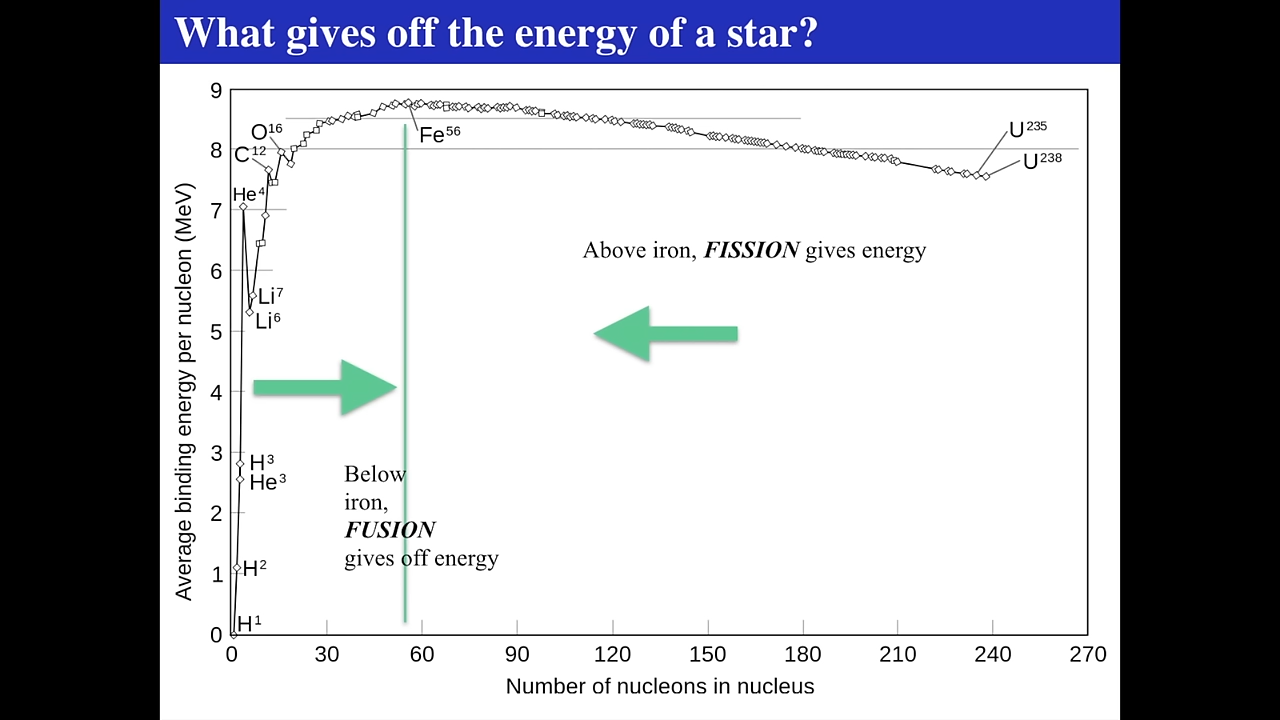 What gives off the energy of a star?
9
8
7
6
5
4
3
2
1
0
Average binding energy per nucleon (MeV)
O¹⁶
C¹²
He⁴
Li⁷
Li⁶
H³
He³
H²
H¹
Fe⁵⁶
U²³⁵
U²³⁸
Above iron, FISSION gives energy
Below
iron,
FUSION
gives off energy
0 30 60 90 120 150 180 210 240 270
Number of nucleons in nucleus